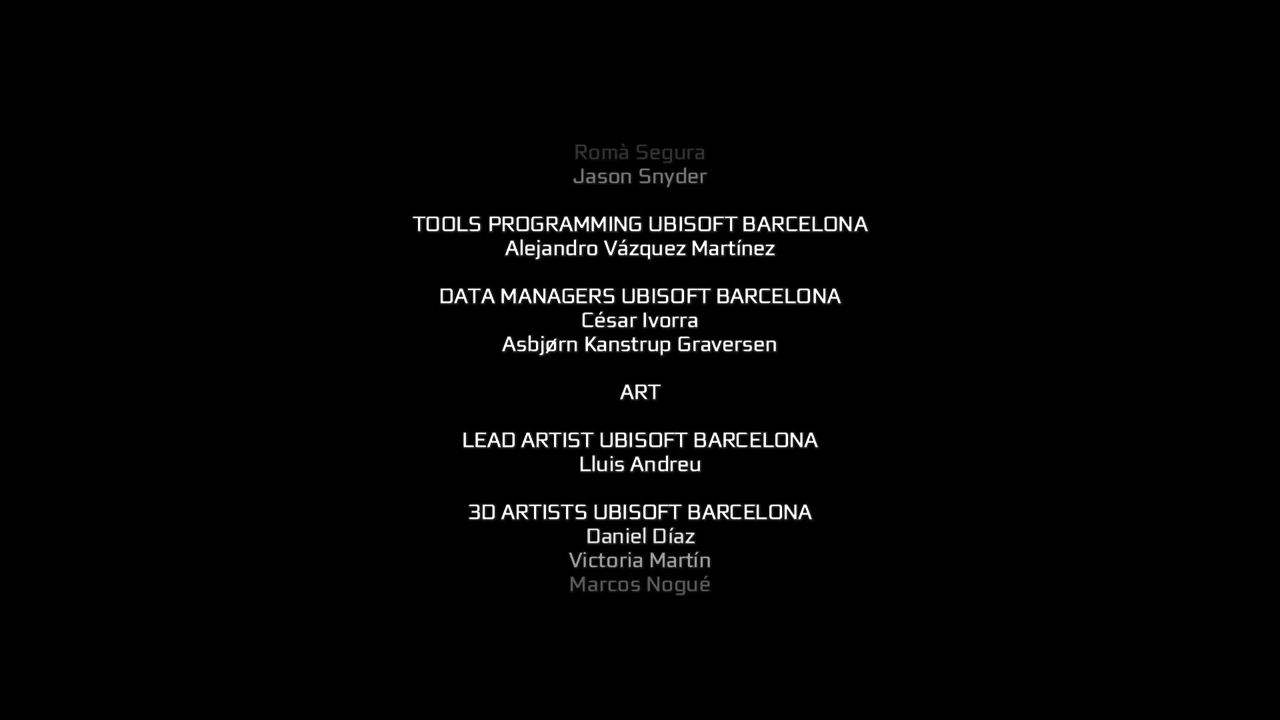 Romà Segura
Jason Snyder
TOOLS PROGRAMMING UBISOFT BARCELONA
Alejandro Vázquez Martínez
DATA MANAGERS UBISOFT BARCELONA
César Ivorra
Asbjørn Kanstrup Graversen
ART
LEAD ARTIST UBISOFT BARCELONA
Lluis Andreu
3D ARTISTS UBISOFT BARCELONA
Daniel Díaz
Victoria Martín
Marcos Nogué